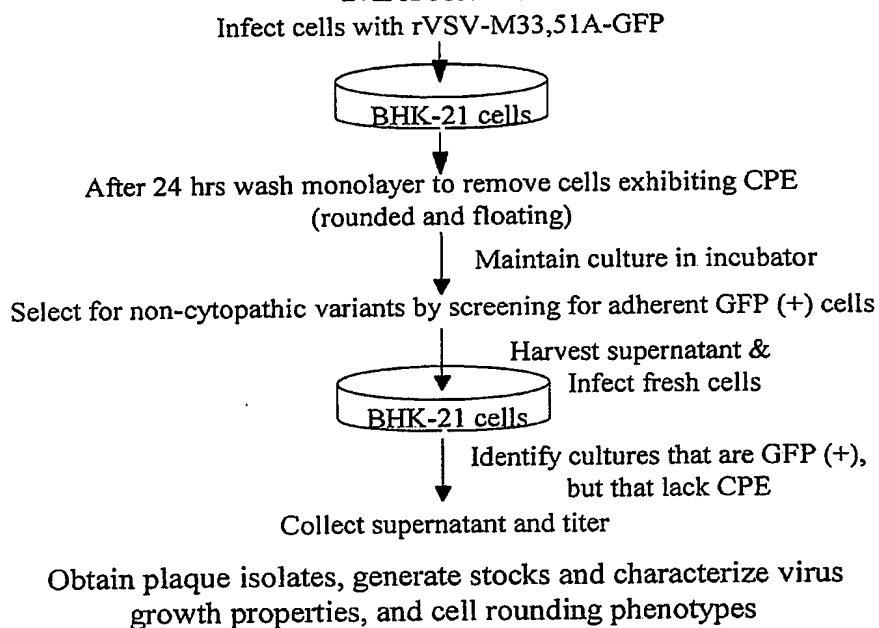 Infect cells with rVSV-M33,51A-GFP
BHK-21 cells
After 24 hrs wash monolayer to remove cells exhibiting CPE
(rounded and floating)
Maintain culture in incubator
Select for non-cytopathic variants by screening for adherent GFP (+) cells
Harvest supernatant &
Infect fresh cells
BHK-21 cells
Identify cultures that are GFP (+),
but that lack CPE
Collect supernatant and titer
Obtain plaque isolates, generate stocks and characterize virus
growth properties, and cell rounding phenotypes